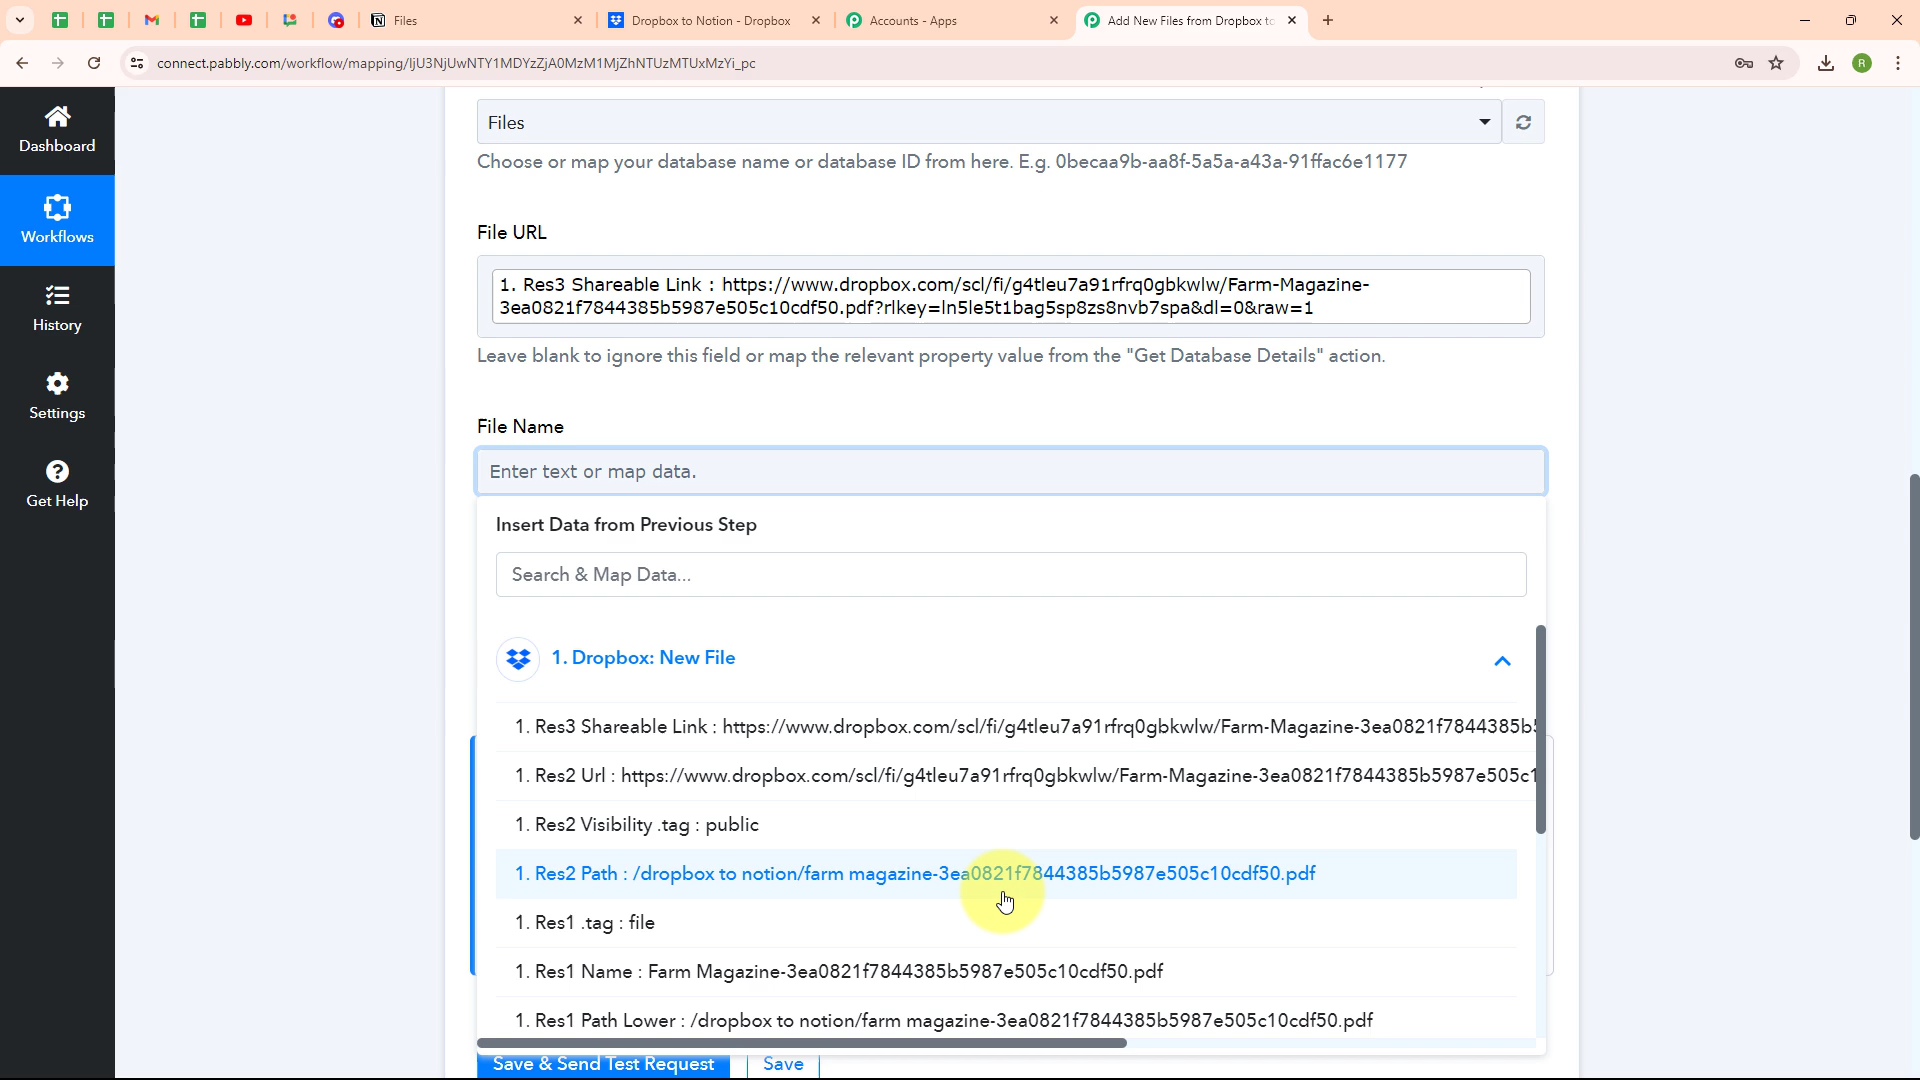 Files
Dropbox to Notion - Dropbox
Accounts - Apps
Add New Files from Dropbox to
connect.pabbly.com/workflow/mapping/IjU3NjUwNTY1MDYzZjA0MzM1MjZhNTUzMTUxMzYi_pc
R
Dashboard
Workflows
History
Settings
Get Help
Files
Choose or map your database name or database ID from here. E.g. 0becaa9b-aa8f-5a5a-a43a-91ffac6e1177
File URL
1. Res3 Shareable Link : https://www.dropbox.com/scl/fi/g4tleu7a91rfrq0gbkwlw/Farm-Magazine-
3ea0821f7844385b5987e505c10cdf50.pdf?rlkey=ln5le5t1bag5sp8zs8nvb7spa&dl=0&raw=1
Leave blank to ignore this field or map the relevant property value from the "Get Database Details" action.
File Name
Enter text or map data.
Insert Data from Previous Step
Search & Map Data...
1. Dropbox: New File
1. Res3 Shareable Link : https://www.dropbox.com/scl/fi/g4tleu7a91rfrq0gbkwlw/Farm-Magazine-3ea0821f7844385b5
1. Res2 Url : https://www.dropbox.com/scl/fi/g4tleu7a91rfrq0gbkwlw/Farm-Magazine-3ea0821f7844385b5987e505c1
1. Res2 Visibility .tag : public
1. Res2 Path : /dropbox to notion/farm magazine-3ea0821f7844385b5987e505c10cdf50.pdf
1. Res1 .tag : file
1. Res1 Name : Farm Magazine-3ea0821f7844385b5987e505c10cdf50.pdf
1. Res1 Path Lower : /dropbox to notion/farm magazine-3ea0821f7844385b5987e505c10cdf50.pdf
Save & Send Test Request
Save